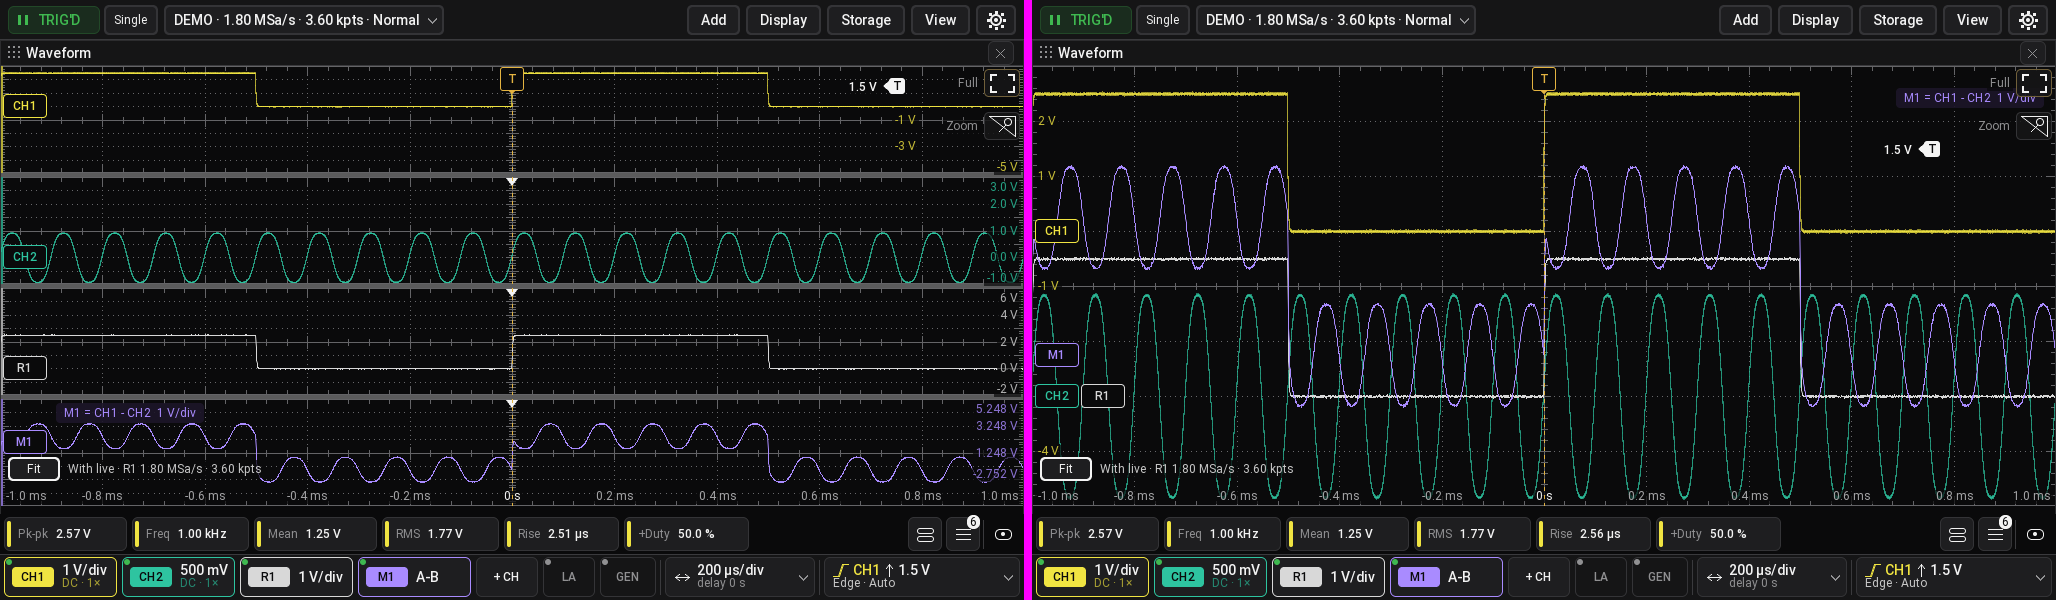 TRIG'D Single DEMO · 1.80 MSa/s · 3.60 kpts · Normal Add Display Storage View
Waveform
T
1.5 V T Full
CH1
-1 V
Zoom
-3 V
-5 V
3.0 V
2.0 V
1.0 V
CH2 0.0 V
-1.0 V
6 V
4 V
2 V
R1 0 V
-2 V
M1 = CH1 - CH2 1 V/div 5.248 V
3.248 V
M1
1.248 V
Fit With live · R1 1.80 MSa/s · 3.60 kpts -2.752 V
-1.0 ms -0.8 ms -0.6 ms -0.4 ms -0.2 ms 0 s 0.2 ms 0.4 ms 0.6 ms 0.8 ms 1.0 ms
Pk-pk 2.57 V Freq 1.00 kHz Mean 1.25 V RMS 1.77 V Rise 2.51 µs +Duty 50.0 % 6
CH1 1 V/div DC · 1× CH2 500 mV DC · 1× R1 1 V/div M1 A-B + CH LA GEN 200 µs/div delay 0 s CH1 1.5 V Edge · Auto
TRIG'D Single DEMO · 1.80 MSa/s · 3.60 kpts · Normal Add Display Storage View
Waveform
T
Full
M1 = CH1 - CH2 1 V/div
2 V
Zoom
1.5 V T
1 V
CH1
-1 V
M1
CH2 R1
-4 V
Fit With live · R1 1.80 MSa/s · 3.60 kpts
-1.0 ms -0.8 ms -0.6 ms -0.4 ms -0.2 ms 0 s 0.2 ms 0.4 ms 0.6 ms 0.8 ms 1.0 ms
Pk-pk 2.57 V Freq 1.00 kHz Mean 1.25 V RMS 1.77 V Rise 2.56 µs +Duty 50.0 % 6
CH1 1 V/div DC · 1× CH2 500 mV DC · 1× R1 1 V/div M1 A-B + CH LA GEN 200 µs/div delay 0 s CH1 1.5 V Edge · Auto